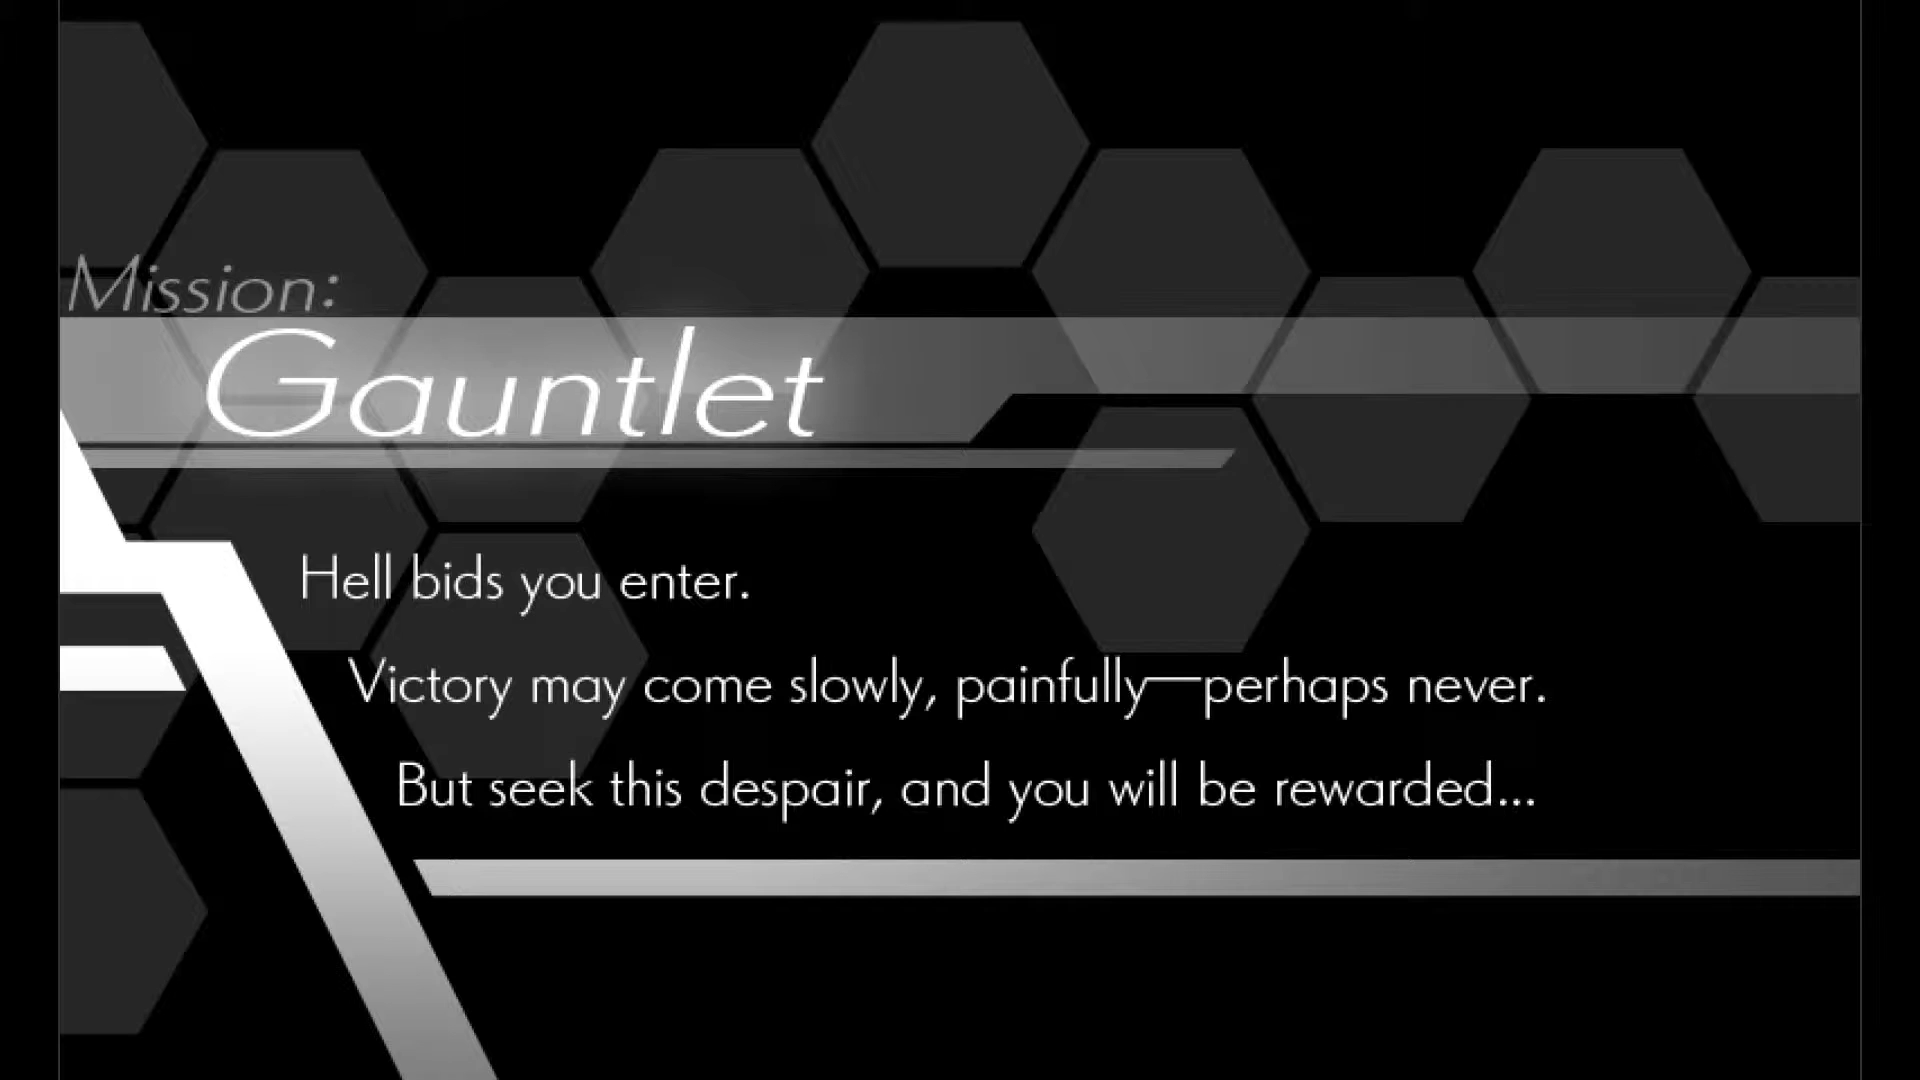 Mission:
Gauntlet
Hell bids you enter.
Victory may come slowly, painfully—perhaps never.
But seek this despair, and you will be rewarded...